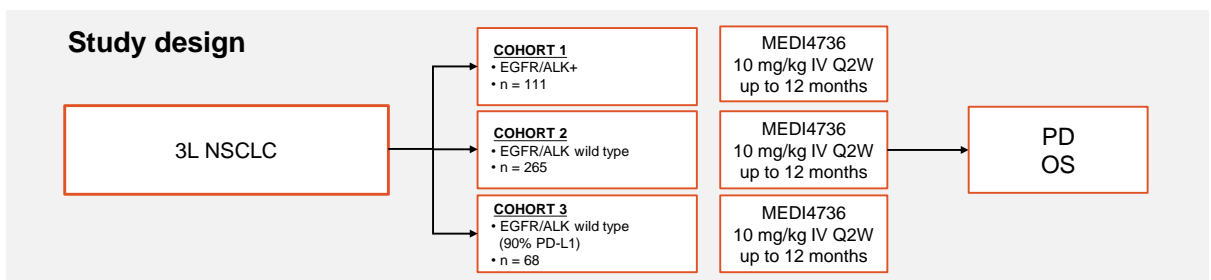 Study design
3L NSCLC
COHORT 1
• EGFR/ALK+
• n = 111
MEDI4736
10 mg/kg IV Q2W
up to 12 months
COHORT 2
• EGFR/ALK wild type
• n = 265
MEDI4736
10 mg/kg IV Q2W
up to 12 months
COHORT 3
• EGFR/ALK wild type
(90% PD-L1)
• n = 68
MEDI4736
10 mg/kg IV Q2W
up to 12 months
PD
OS